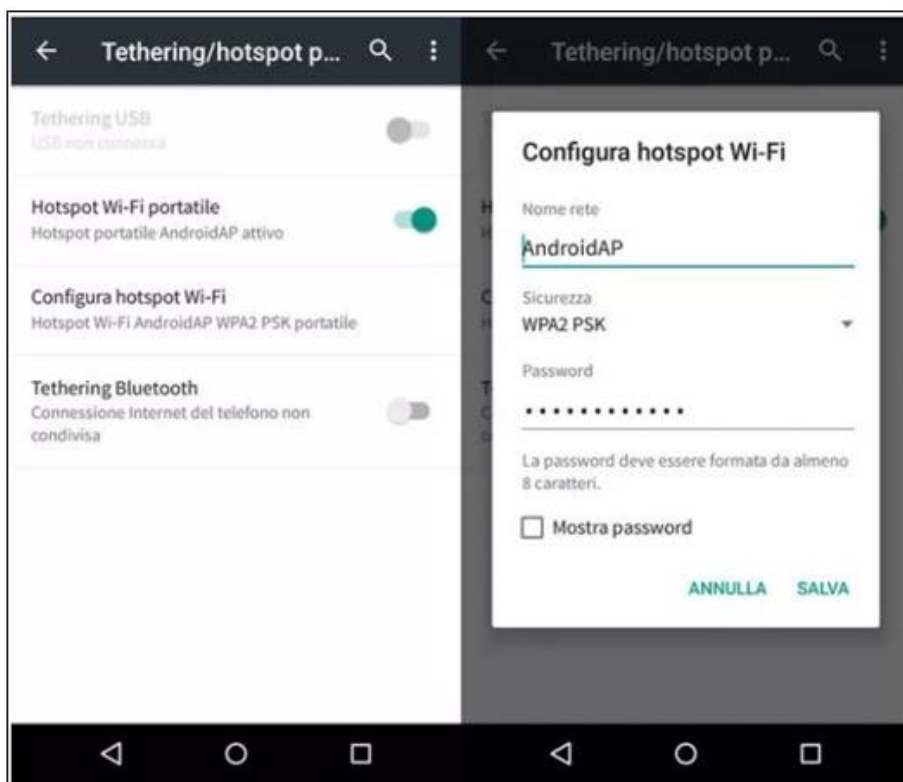 Tethering/hotspot p...
Tethering USB
USB non connessa
Hotspot Wi-Fi portatile
Hotspot portatile AndroidAP attivo
Configura hotspot Wi-Fi
Hotspot Wi-Fi AndroidAP WPA2 PSK portatile
Tethering Bluetooth
Connessione Internet del telefono non
condivisa
Tethering/hotspot p...
Configura hotspot Wi-Fi
Nome rete
AndroidAP
Sicurezza
WPA2 PSK
Password
••••••••••••
La password deve essere formata da almeno
8 caratteri.
Mostra password
ANNULLA SALVA